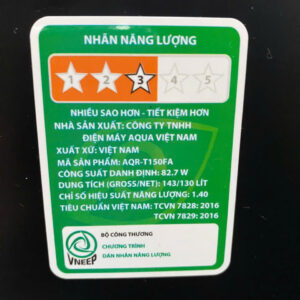 NHÃN NĂNG LƯỢNG
1 2 3 4 5
NHIỀU SAO HƠN - TIẾT KIỆM HƠN
NHÀ SẢN XUẤT: CÔNG TY TNHH
ĐIỆN MÁY AQUA VIỆT NAM
XUẤT XỨ: VIỆT NAM
MÃ SẢN PHẨM: AQR-T150FA
CÔNG SUẤT DANH ĐỊNH: 82.7 W
DUNG TÍCH (GROSS/NET): 143/130 LÍT
CHỈ SỐ HIỆU SUẤT NĂNG LƯỢNG: 1.40
TIÊU CHUẨN VIỆT NAM: TCVN 7828: 2016
TCVN 7829: 2016
BỘ CÔNG THƯƠNG
CHƯƠNG TRÌNH
DÁN NHÃN NĂNG LƯỢNG
VNEEP